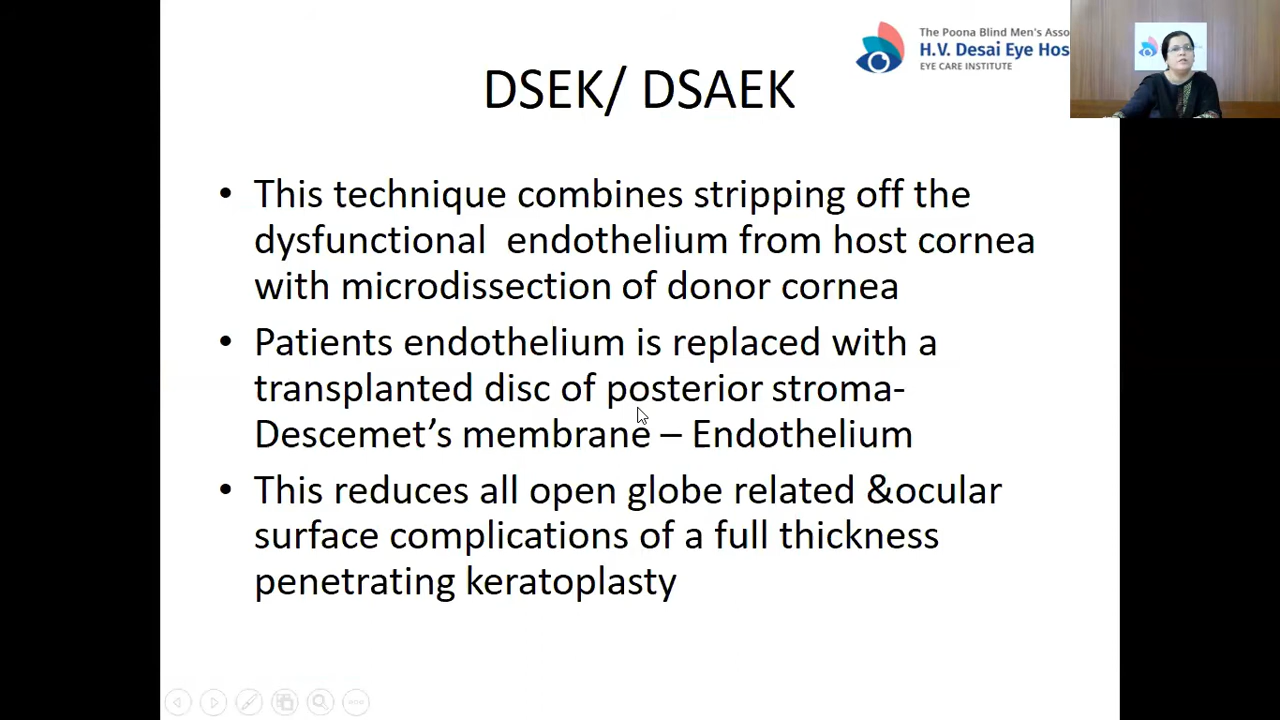 The Poona Blind Men's Asso
H.V. Desai Eye Hos
EYE CARE INSTITUTE
DSEK/ DSAEK
• This technique combines stripping off the
dysfunctional endothelium from host cornea
with microdissection of donor cornea
• Patients endothelium is replaced with a
transplanted disc of posterior stroma-
Descemet's membrane – Endothelium
• This reduces all open globe related &ocular
surface complications of a full thickness
penetrating keratoplasty